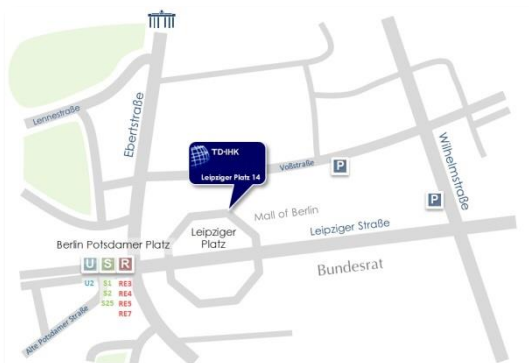 Lennestraße
Ebertstraße
Wilhelmstraße
TD-IHK
Leipziger Platz 14
Voßstraße
P
P
Mall of Berlin
Leipziger
Platz
Leipziger Straße
Berlin Potsdamer Platz
U S R
Bundesrat
U2 S1 RE3
S2 RE4
S25 RE5
RE7
Alte Potsdamer Straße